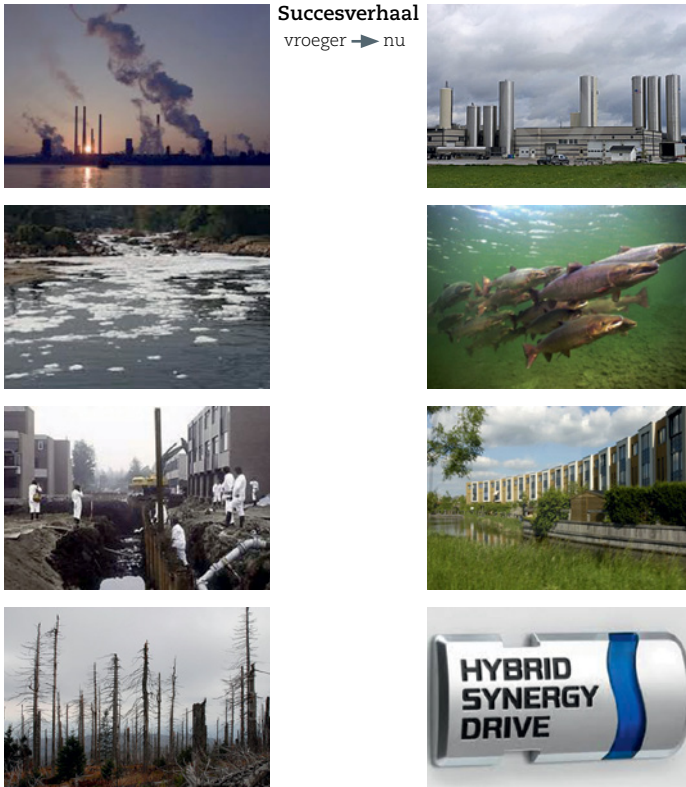 Succesverhaal
vroeger → nu
HYBRID
SYNERGY
DRIVE